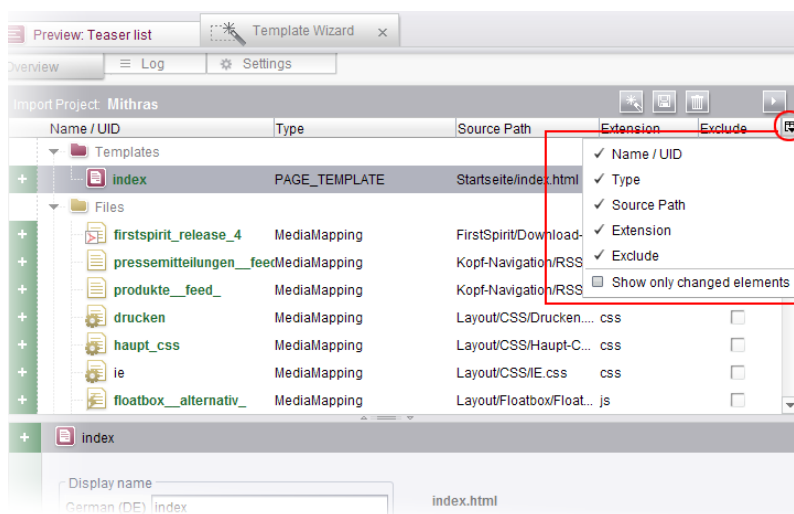 Preview: Teaser list
Template Wizard
Overview
Log
Settings
Import Project: Mithras
Name / UID Type Source Path Extension Exclude
Templates
index PAGE_TEMPLATE Startseite/index.html
Files
firstspirit_release_4 MediaMapping FirstSpirit/Download-
pressemitteilungen__feed MediaMapping Kopf-Navigation/RSS
produkte__feed_ MediaMapping Kopf-Navigation/RSS
drucken MediaMapping Layout/CSS/Drucken.... css
haupt_css MediaMapping Layout/CSS/Haupt-C... css
ie MediaMapping Layout/CSS/IE.css css
floatbox__alternativ_ MediaMapping Layout/Floatbox/Float... js
Name / UID
Type
Source Path
Extension
Exclude
Show only changed elements
index
Display name
German (DE) index
index.html